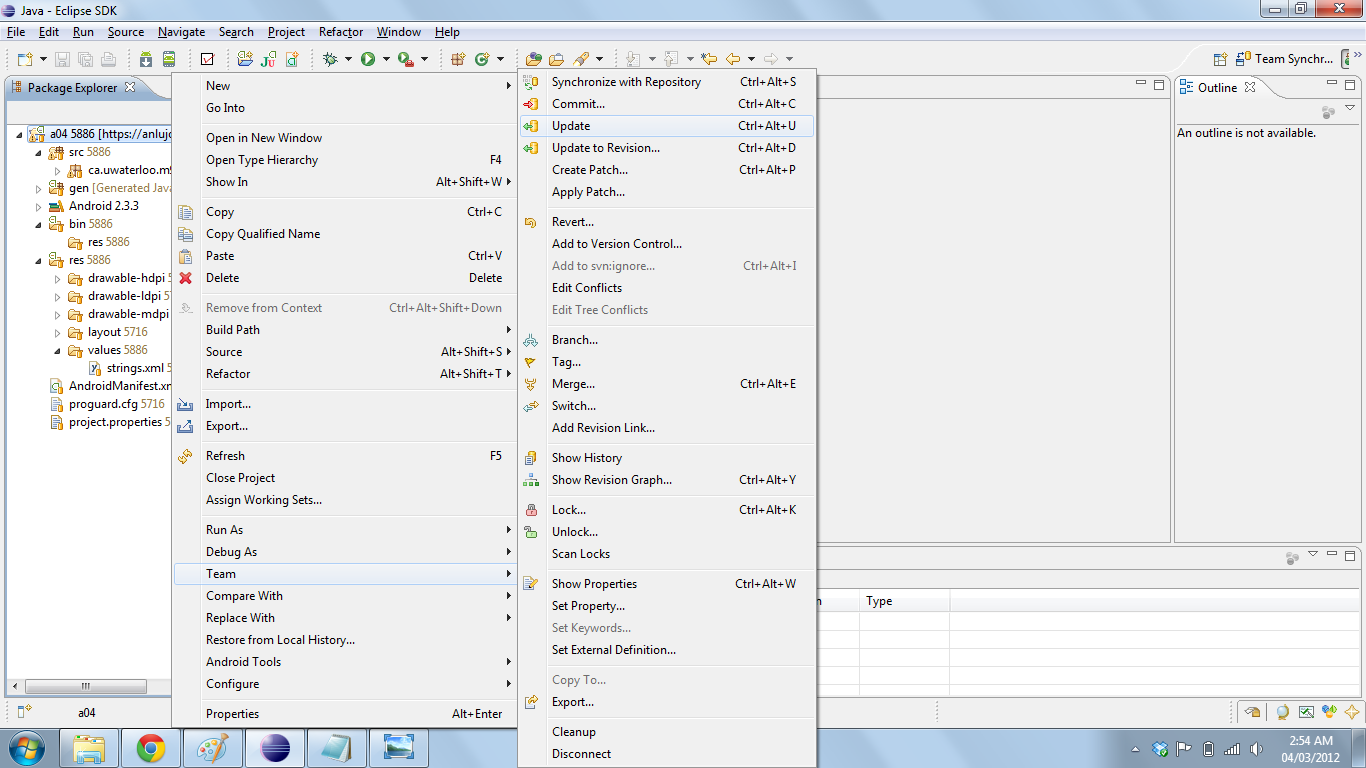 Java - Eclipse SDK
File Edit Run Source Navigate Search Project Refactor Window Help
Team Synchr...
Package Explorer
a04 5886 [https://anlujo
src 5886
ca.uwaterloo.m
gen [Generated Java
Android 2.3.3
bin 5886
res 5886
res 5886
drawable-hdpi
drawable-ldpi 57
drawable-mdpi
layout 5716
values 5886
strings.xml
AndroidManifest.xm
proguard.cfg 5716
project.properties 5
a04
New
Go Into
Open in New Window
Open Type Hierarchy F4
Show In Alt+Shift+W
Copy Ctrl+C
Copy Qualified Name
Paste Ctrl+V
Delete Delete
Remove from Context Ctrl+Alt+Shift+Down
Build Path
Source Alt+Shift+S
Refactor Alt+Shift+T
Import...
Export...
Refresh F5
Close Project
Assign Working Sets...
Run As
Debug As
Team
Compare With
Replace With
Restore from Local History...
Android Tools
Configure
Properties Alt+Enter
Synchronize with Repository Ctrl+Alt+S
Commit... Ctrl+Alt+C
Update Ctrl+Alt+U
Update to Revision... Ctrl+Alt+D
Create Patch... Ctrl+Alt+P
Apply Patch...
Revert...
Add to Version Control...
Add to svn:ignore... Ctrl+Alt+I
Edit Conflicts
Edit Tree Conflicts
Branch...
Tag...
Merge... Ctrl+Alt+E
Switch...
Add Revision Link...
Show History
Show Revision Graph... Ctrl+Alt+Y
Lock... Ctrl+Alt+K
Unlock...
Scan Locks
Show Properties Ctrl+Alt+W
Set Property...
Set Keywords...
Set External Definition...
Copy To...
Export...
Cleanup
Disconnect
Outline
An outline is not available.
Type
2:54 AM
04/03/2012